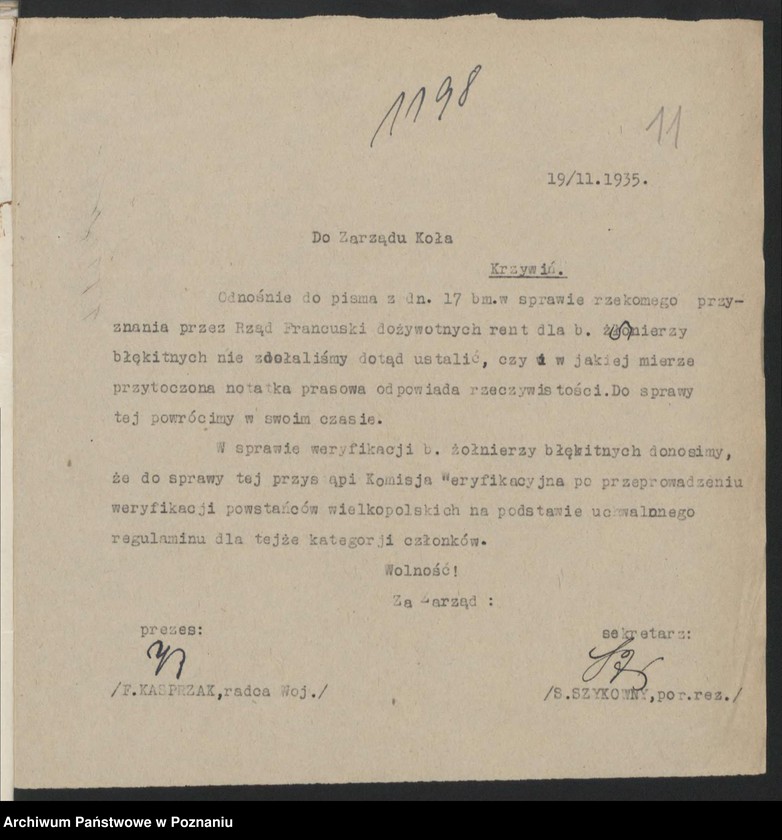 1198
11
19/11.1935.
Do Zarządu Koła
Krzywiń.
Odnośnie do pisma z dn. 17 bm.w sprawie rzekomego przy-
znania przez Rząd Francuski dożywotnych rent dla b. żłonierzy
błękitnych nie zdołaliśmy dotąd ustalić, czy i w jakiej mierze
przytoczona notatka prasowa odpowiada rzeczywistości.Do sprawy
tej powrócimy w swoim czasie.
W sprawie weryfikacji b. żołnierzy błękitnych donosimy,
że do sprawy tej przys ąpi Komisja Weryfikacyjna po przeprowadzeniu
weryfikacji powstańców wielkopolskich na podstawie uchwalonego
regulaminu dla tejże kategorji członków.
Wolność!
Za Zarząd :
prezes: sekretarz:
/F.KASPRZAK,radca Woj./ /S.SZYKOWNY,por.rez./
Archiwum Państwowe w Poznaniu